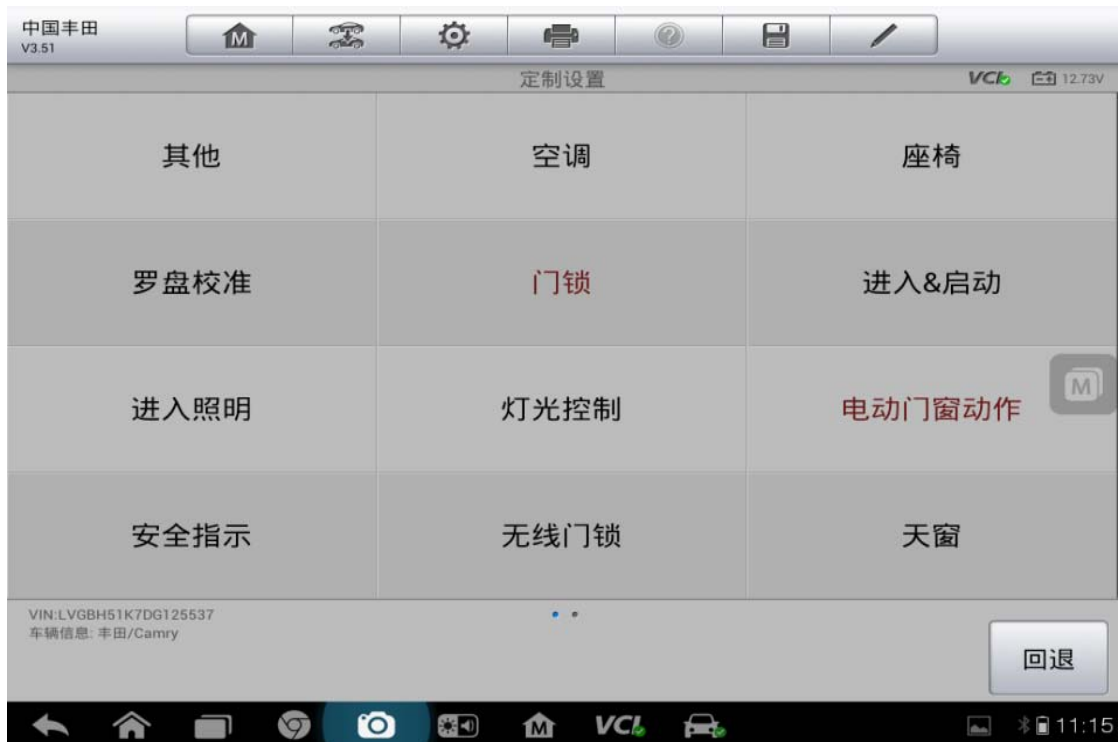 中国丰田
V3.51
定制设置
VCI 12.73V
其他 空调 座椅
罗盘校准 门锁 进入&启动
进入照明 灯光控制 电动门窗动作
安全指示 无线门锁 天窗
VIN:LVGBH51K7DG125537
车辆信息: 丰田/Camry
回退
VCI 11:15